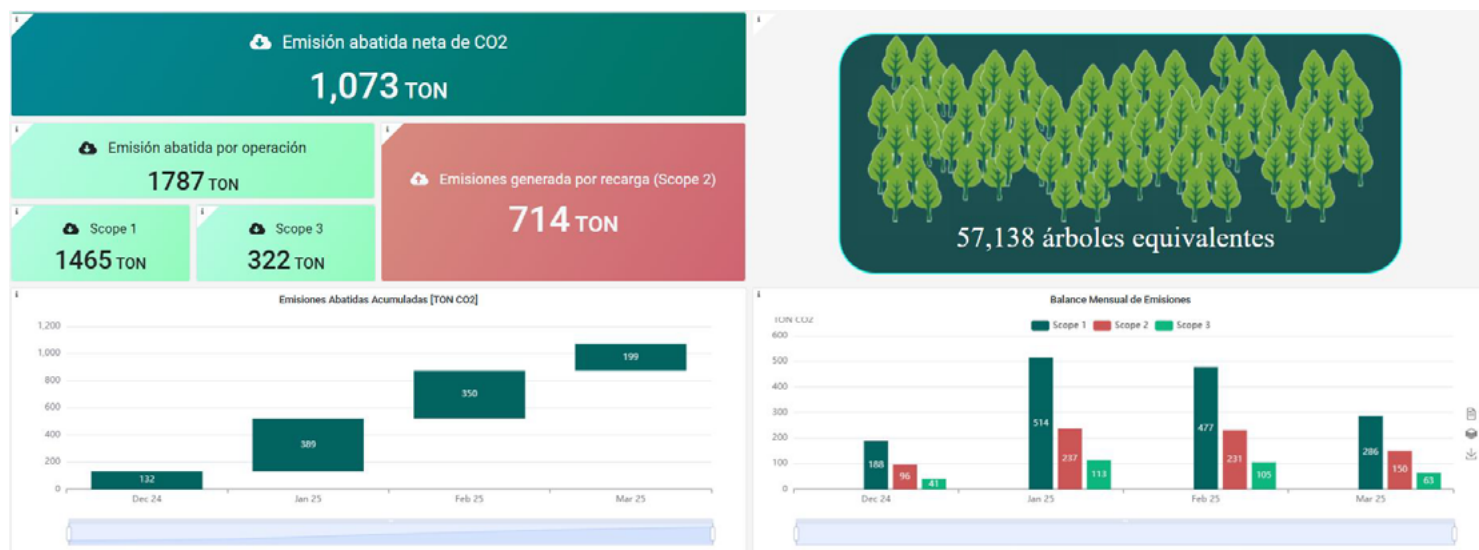 Emisión abatida neta de CO2
1,073 TON
Emisión abatida por operación
1787 TON
Scope 1
1465 TON
Scope 3
322 TON
Emisiones generada por recarga (Scope 2)
714 TON
57,138 árboles equivalentes
Emisiones Abatidas Acumuladas [TON CO2]
1,200
1,000
800
600
400
200
0
132
389
350
199
Dec 24 Jan 25 Feb 25 Mar 25
Balance Mensual de Emisiones
TON CO2
Scope 1 Scope 2 Scope 3
600
500
400
300
200
100
0
188 96 41
514 237 113
477 231 105
286 150 63
Dec 24 Jan 25 Feb 25 Mar 25